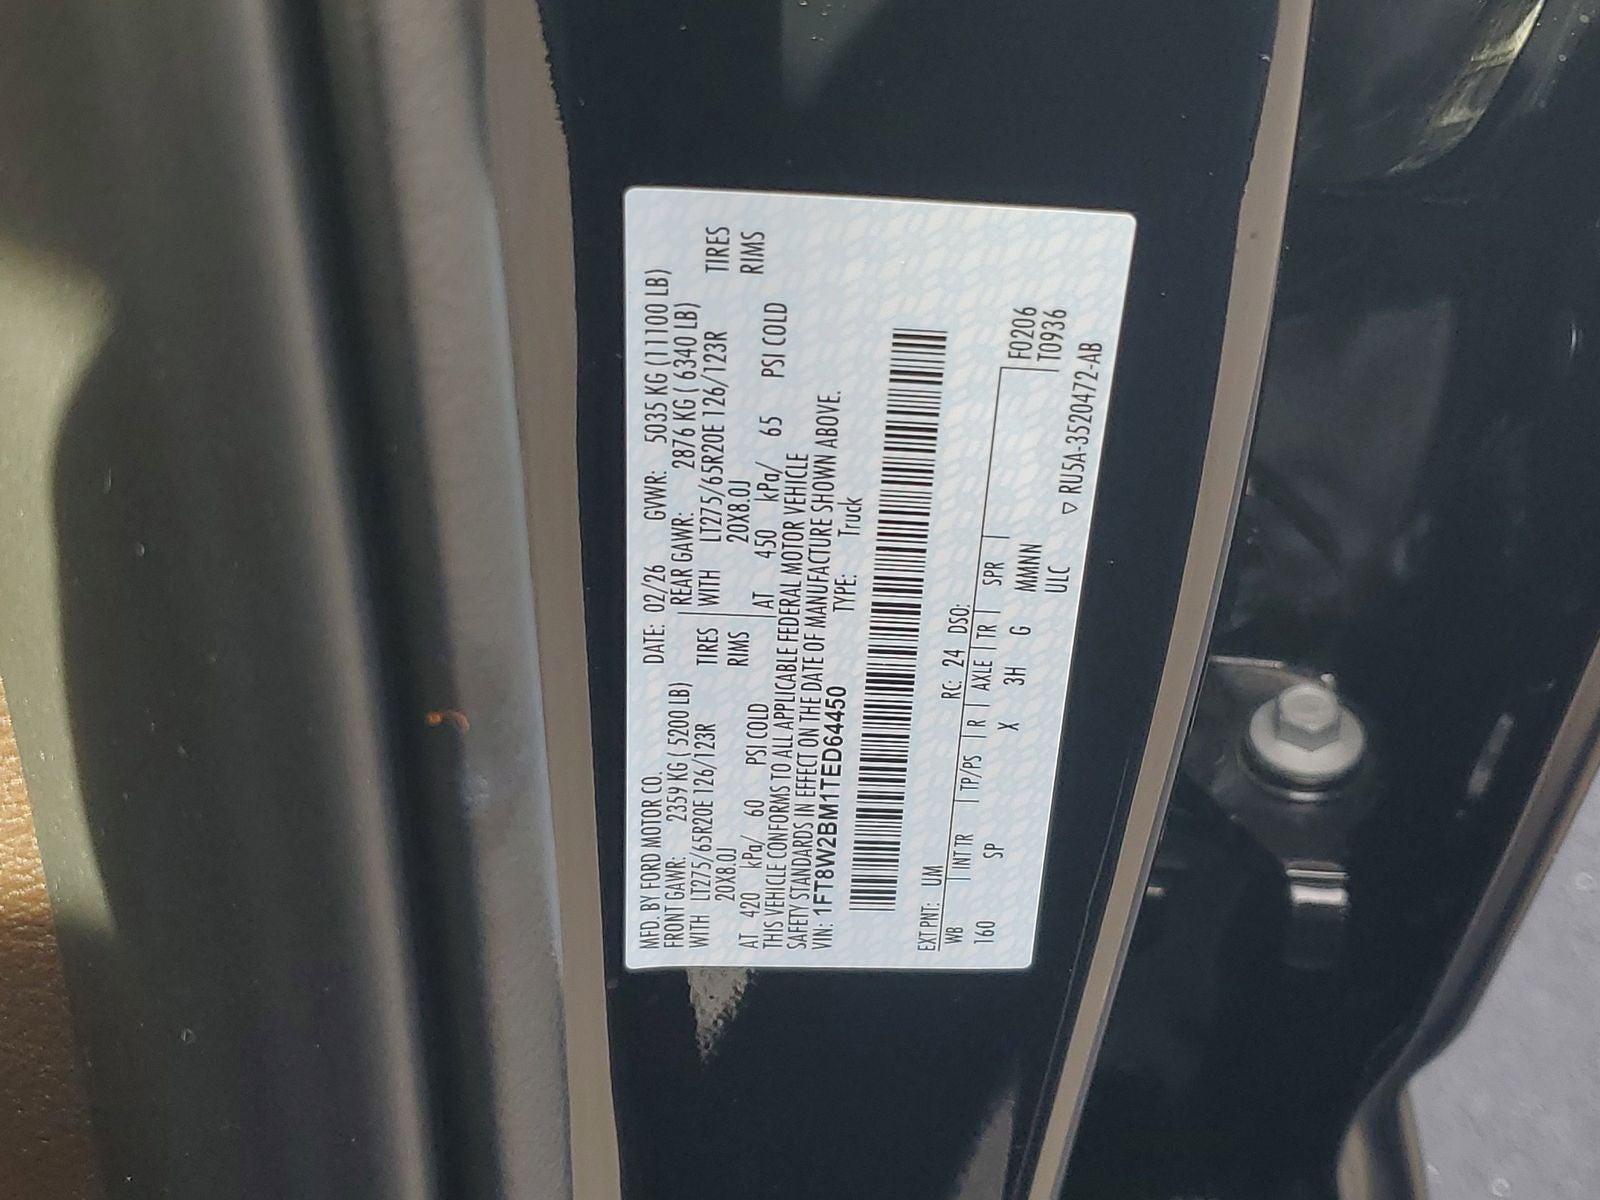 MFD. BY FORD MOTOR CO. DATE: 02/26 GVWR: 5035 KG (11100 LB)
FRONT GAWR: 2359 KG ( 5200 LB) REAR GAWR: 2876 KG ( 6340 LB)
WITH LT275/65R20E 126/123R TIRES WITH LT275/65R20E 126/123R TIRES
20X8.0J RIMS 20X8.0J RIMS
AT 420 kPa/ 60 PSI COLD AT 450 kPa/ 65 PSI COLD
THIS VEHICLE CONFORMS TO ALL APPLICABLE FEDERAL MOTOR VEHICLE
SAFETY STANDARDS IN EFFECT ON THE DATE OF MANUFACTURE SHOWN ABOVE.
VIN: 1FT8W2BM1TED64450 TYPE: Truck
EXT PNT: UM RC: 24 DSO:
WB INT TR TP/PS R AXLE TR SPR F0206
160 SP X 3H G MMNN T0936
ULC
▽ RU5A-3520472-AB